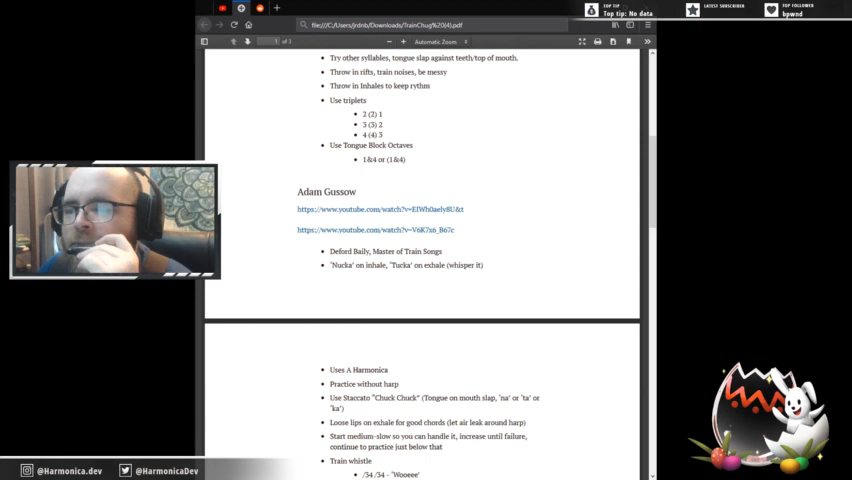 TOP TIP
Top tip: No data
LATEST SUBSCRIBER
TOP FOLLOWER
bpwnd
file:///C:/Users/jrdnb/Downloads/TrainChug%20(4).pdf
1 of 2
Automatic Zoom
Try other syllables, tongue slap against teeth/top of mouth.
Throw in rifts, train noises, be messy
Throw in Inhales to keep rythm
Use triplets
2 (2) 1
3 (3) 2
4 (4) 3
Use Tongue Block Octaves
1&4 or (1&4)
Adam Gussow
https://www.youtube.com/watch?v=EIWh0aely8U&t
https://www.youtube.com/watch?v=V6K7x6_B67c
Deford Baily, Master of Train Songs
'Nucka' on inhale, 'Tucka' on exhale (whisper it)
Uses A Harmonica
Practice without harp
Use Staccato "Chuck Chuck" (Tongue on mouth slap, 'na' or 'ta' or
'ka')
Loose lips on exhale for good chords (let air leak around harp)
Start medium-slow so you can handle it, increase until failure,
continue to practice just below that
Train whistle
/34 /34 - 'Wooeee'
@Harmonica.dev
@HarmonicaDev